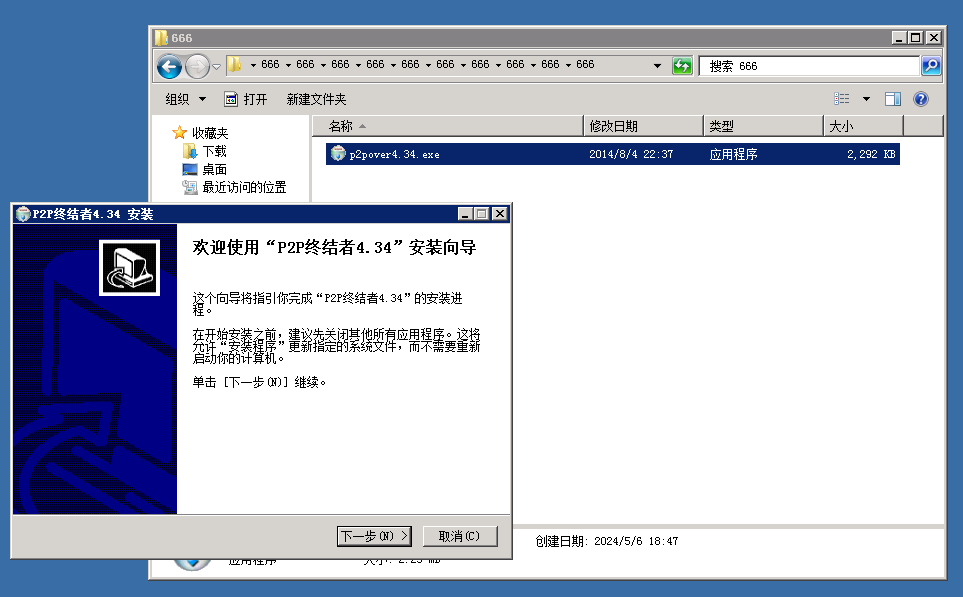 666
666 666 666 666 666 666 666 666 666 666
搜索 666
组织 打开 新建文件夹
收藏夹
下载
桌面
最近访问的位置
名称 修改日期 类型 大小
p2pover4.34.exe 2014/8/4 22:37 应用程序 2,292 KB
P2P终结者4.34 安装
欢迎使用“P2P终结者4.34”安装向导
这个向导将指引你完成“P2P终结者4.34”的安装进
程。
在开始安装之前，建议先关闭其他所有应用程序。这将
允许“安装程序”更新指定的系统文件，而不需要重新
启动你的计算机。
单击 [下一步(N)] 继续。
下一步(N) > 取消(C)
创建日期: 2024/5/6 18:47
应用程序 大小: 2.23 MB